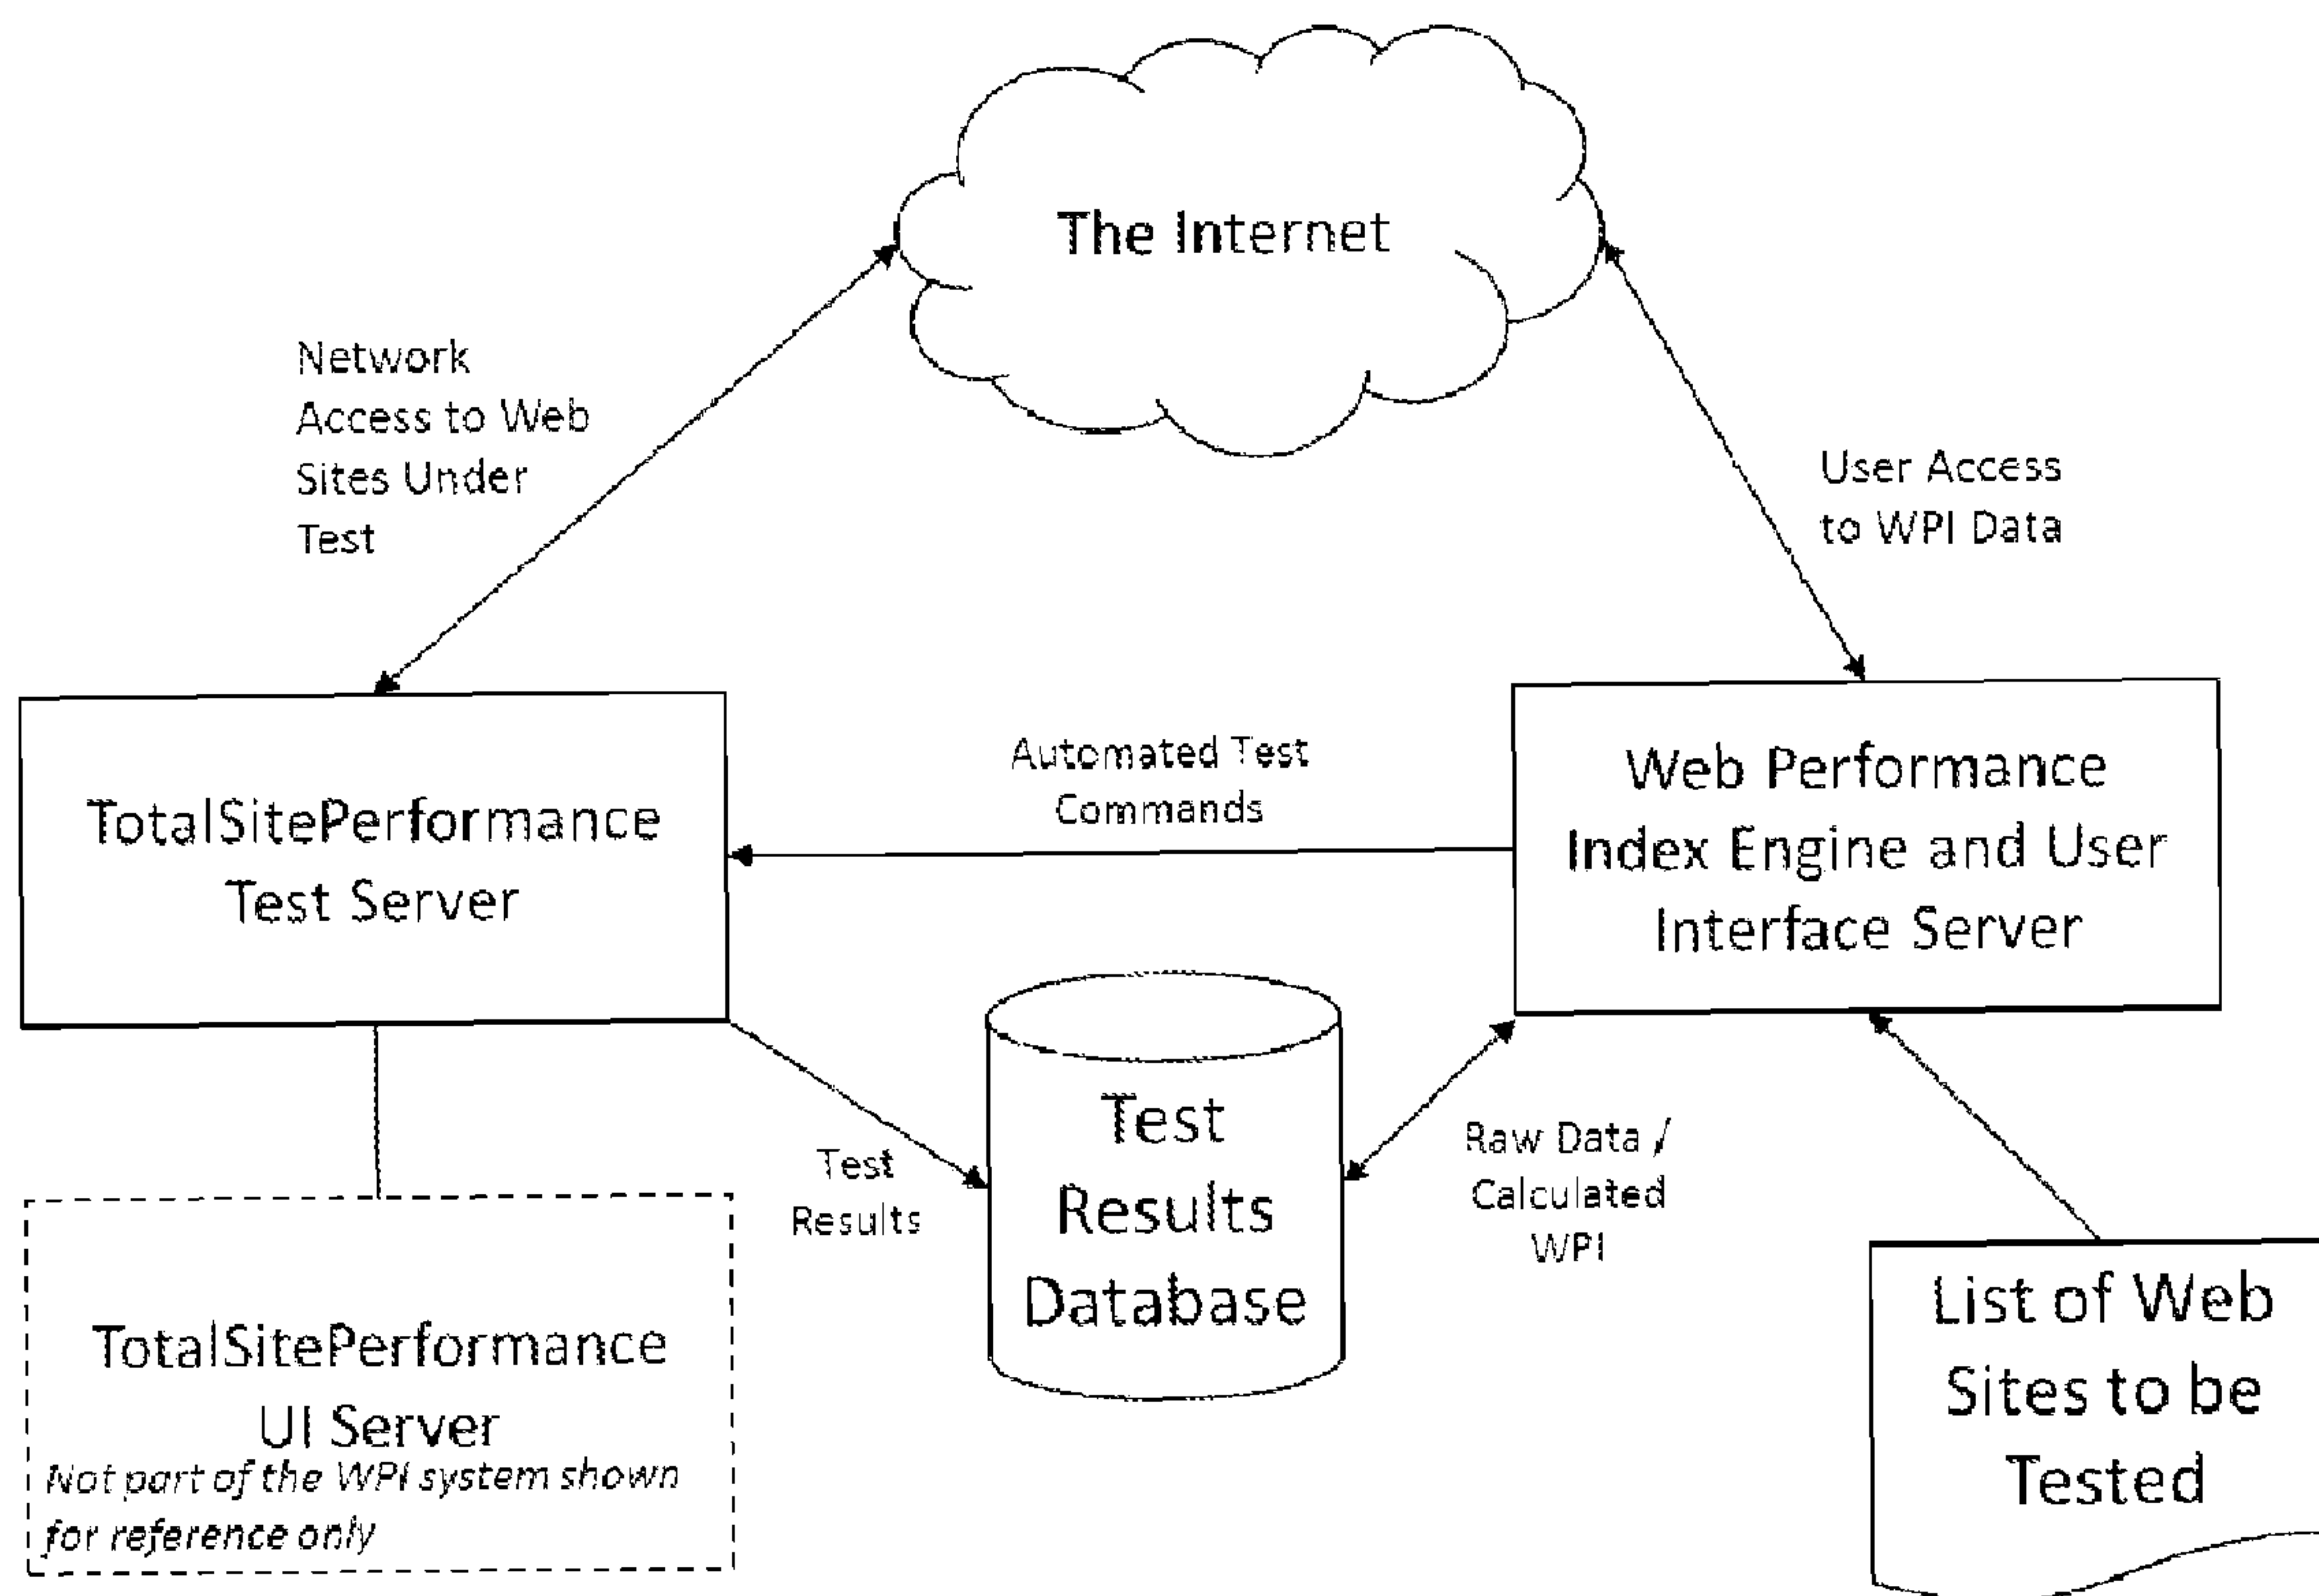 The Internet
Network
Access to Web
Sites Under
Test
User Access
to WPI Data
Automated Test
Commands
TotalSitePerformance
Test Server
Web Performance
Index Engine and User
Interface Server
Test
Results
Test
Results
Database
Raw Data /
Calculated
WPI
TotalSitePerformance
UI Server
Not part of the WPI system shown
for reference only
List of Web
Sites to be
Tested